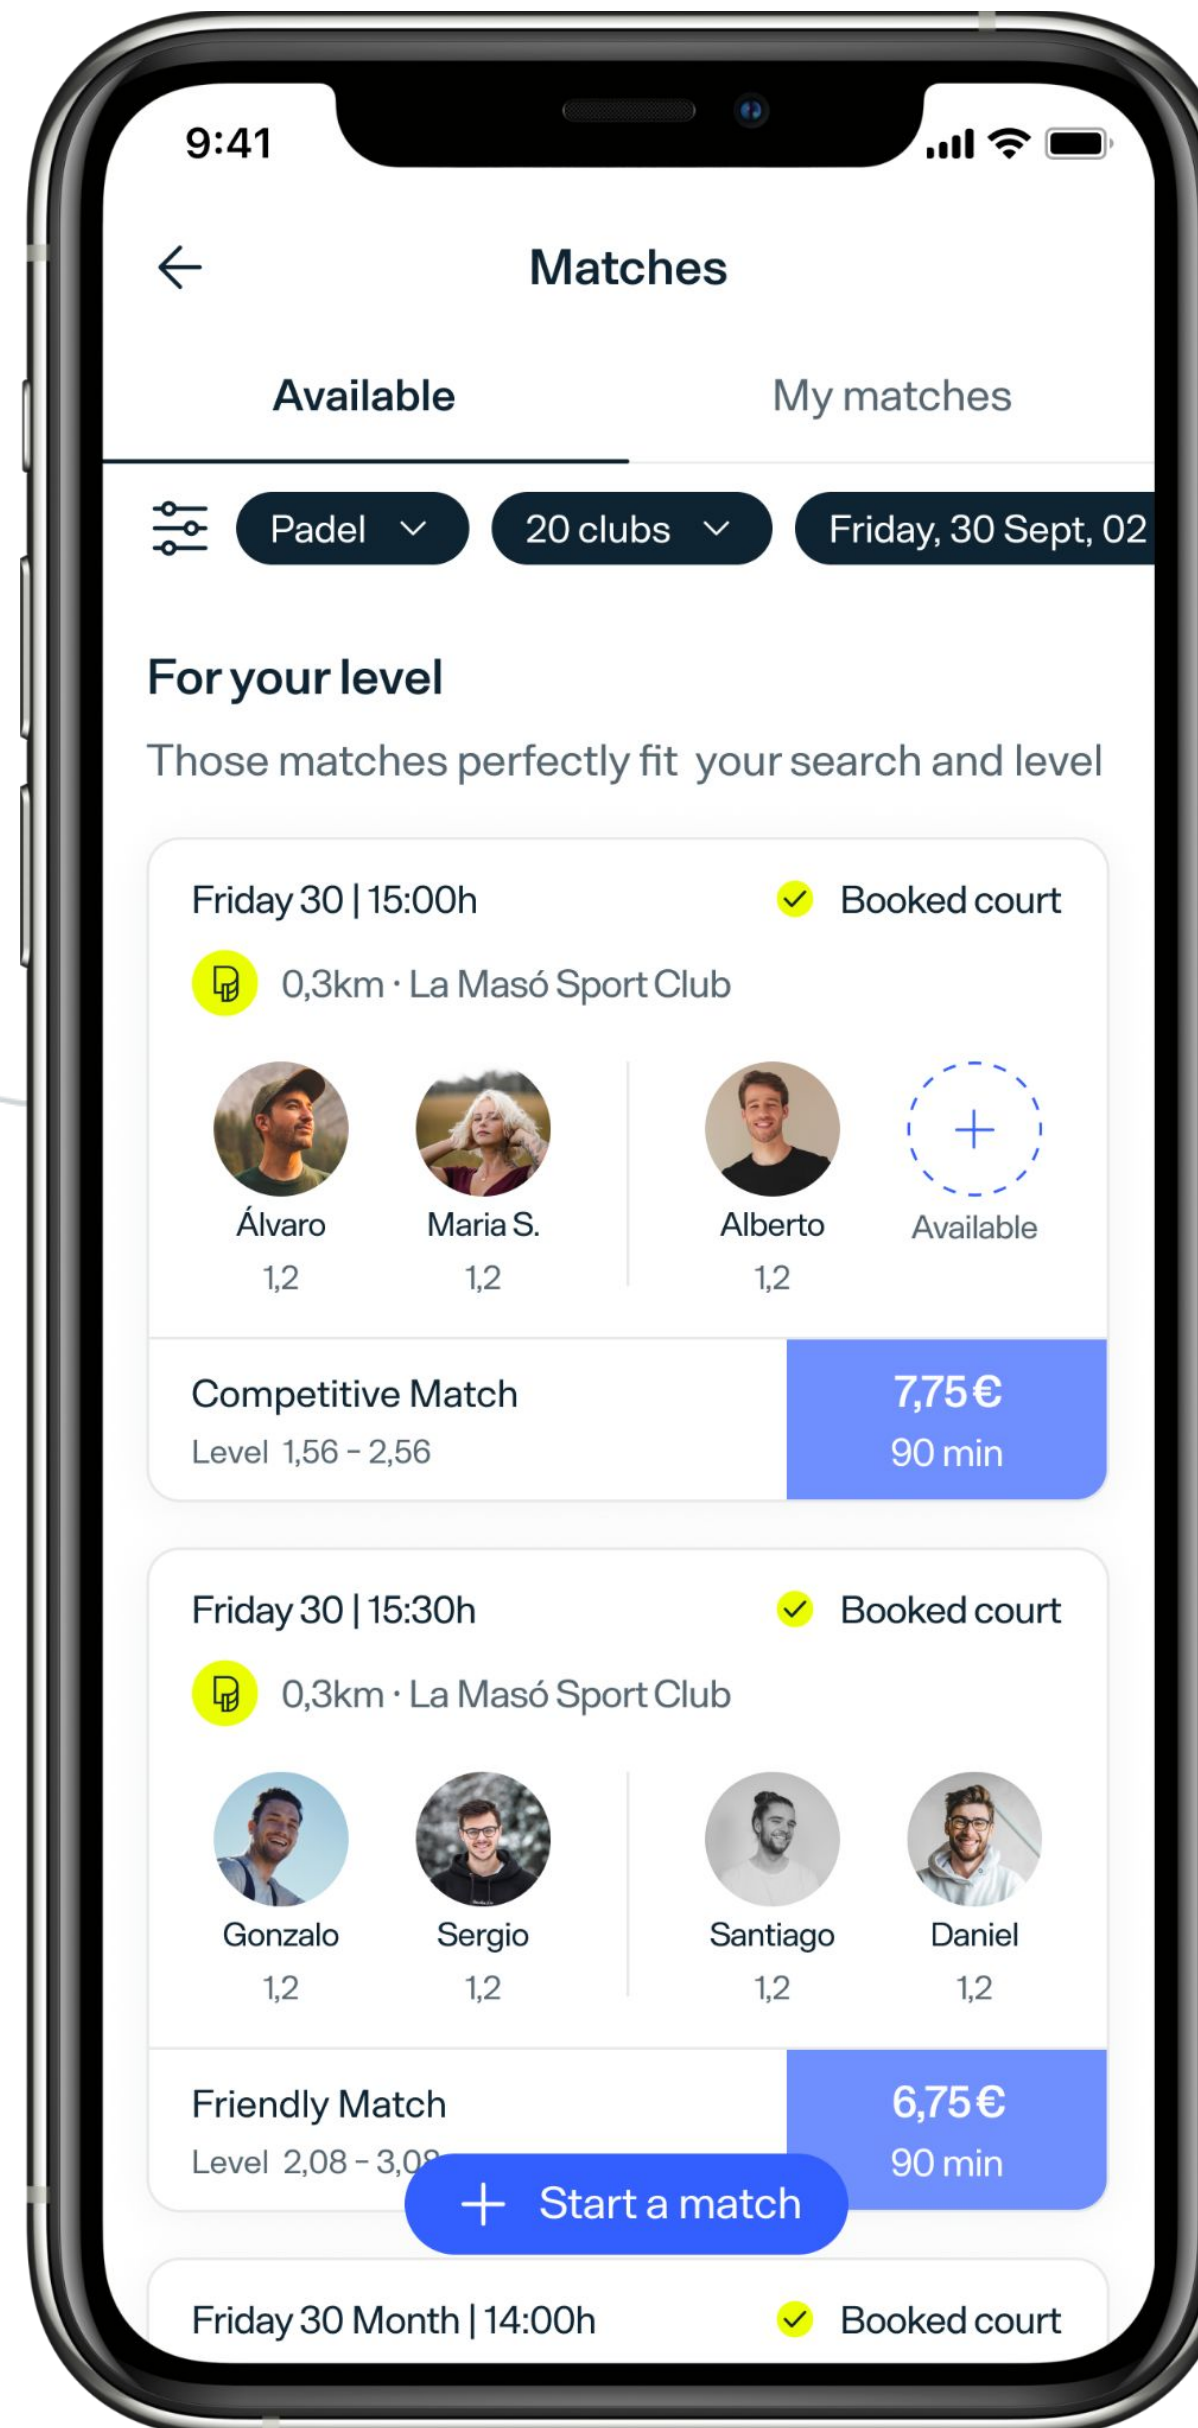 9:41
Matches
Available My matches
Padel 20 clubs Friday, 30 Sept, 02
For your level
Those matches perfectly fit your search and level
Friday 30 | 15:00h Booked court
0,3km · La Masó Sport Club
Álvaro Maria S. Alberto Available
1,2 1,2 1,2
Competitive Match 7,75 €
Level 1,56 – 2,56 90 min
Friday 30 | 15:30h Booked court
0,3km · La Masó Sport Club
Gonzalo Sergio Santiago Daniel
1,2 1,2 1,2 1,2
Friendly Match 6,75 €
Level 2,08 – 3,08 90 min
+ Start a match
Friday 30 Month | 14:00h Booked court